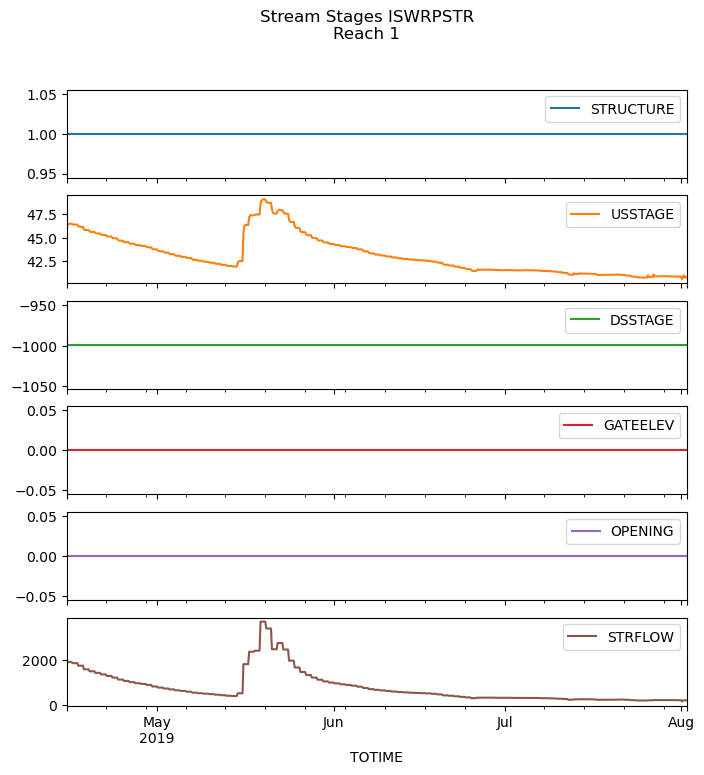 Stream Stages ISWRPSTR
Reach 1
1.05
1.00
0.95
STRUCTURE
47.5
45.0
42.5
USSTAGE
−950
−1000
−1050
DSSTAGE
0.05
0.00
−0.05
GATEELEV
0.05
0.00
−0.05
OPENING
2000
0
STRFLOW
May
2019
Jun
Jul
Aug
TOTIME